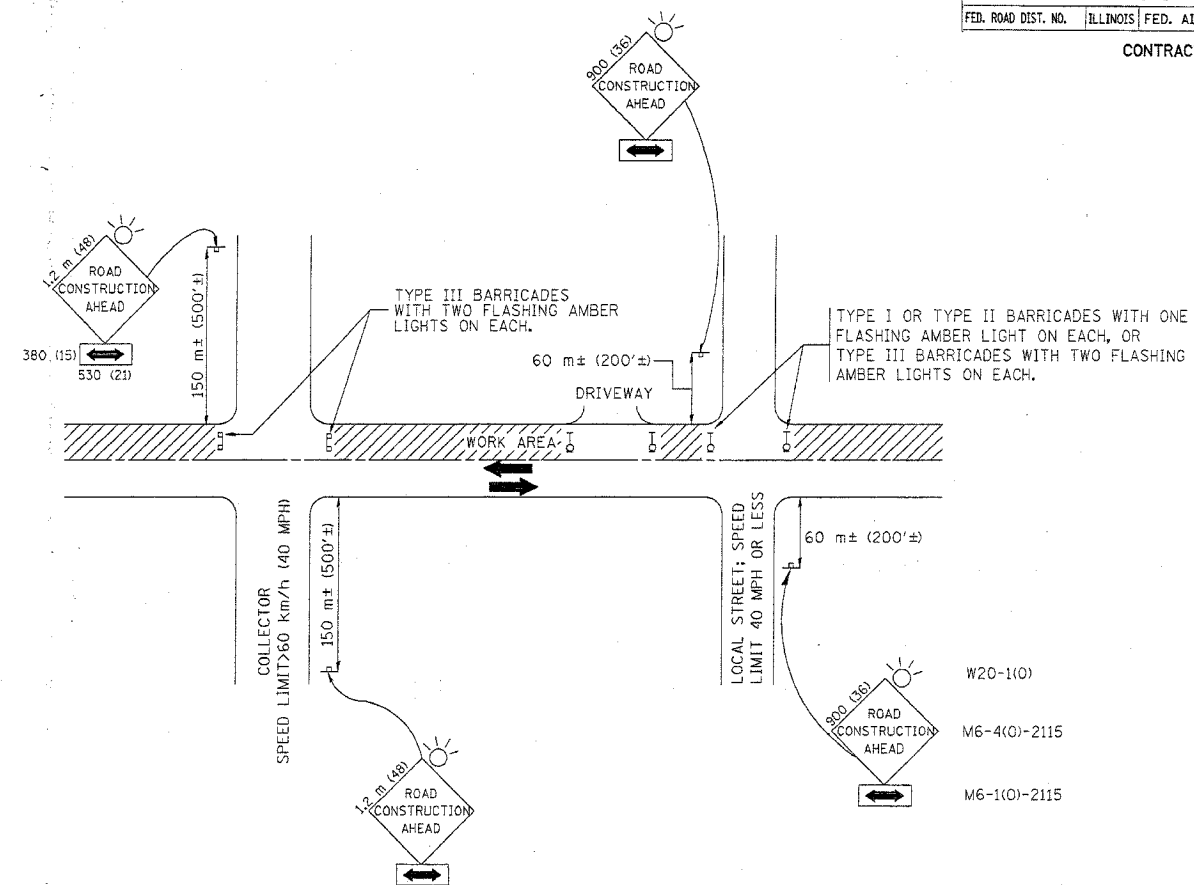 FED. ROAD DIST. NO. ILLINOIS FED. AI
CONTRAC
900 (36)
ROAD
CONSTRUCTION
AHEAD
1.2 m (48)
ROAD
CONSTRUCTION
AHEAD
380 (15)
530 (21)
150 m± (500'±)
TYPE III BARRICADES
WITH TWO FLASHING AMBER
LIGHTS ON EACH.
60 m± (200'±)
DRIVEWAY
TYPE I OR TYPE II BARRICADES WITH ONE
FLASHING AMBER LIGHT ON EACH, OR
TYPE III BARRICADES WITH TWO FLASHING
AMBER LIGHTS ON EACH.
WORK AREA
COLLECTOR
SPEED LIMIT>60 km/h (40 MPH)
150 m± (500'±)
LOCAL STREET; SPEED
LIMIT 40 MPH OR LESS
60 m± (200'±)
900 (36)
ROAD
CONSTRUCTION
AHEAD
W20-1(O)
M6-4(O)-2115
M6-1(O)-2115
1.2 m (48)
ROAD
CONSTRUCTION
AHEAD